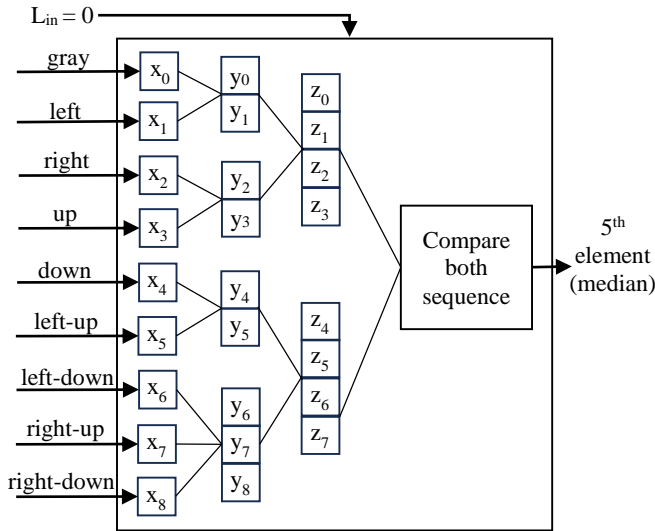 L_in = 0
gray
left
right
up
down
left-up
left-down
right-up
right-down
x_0
x_1
x_2
x_3
x_4
x_5
x_6
x_7
x_8
y_0
y_1
y_2
y_3
y_4
y_5
y_6
y_7
y_8
z_0
z_1
z_2
z_3
z_4
z_5
z_6
z_7
Compare
both
sequence
5th
element
(median)